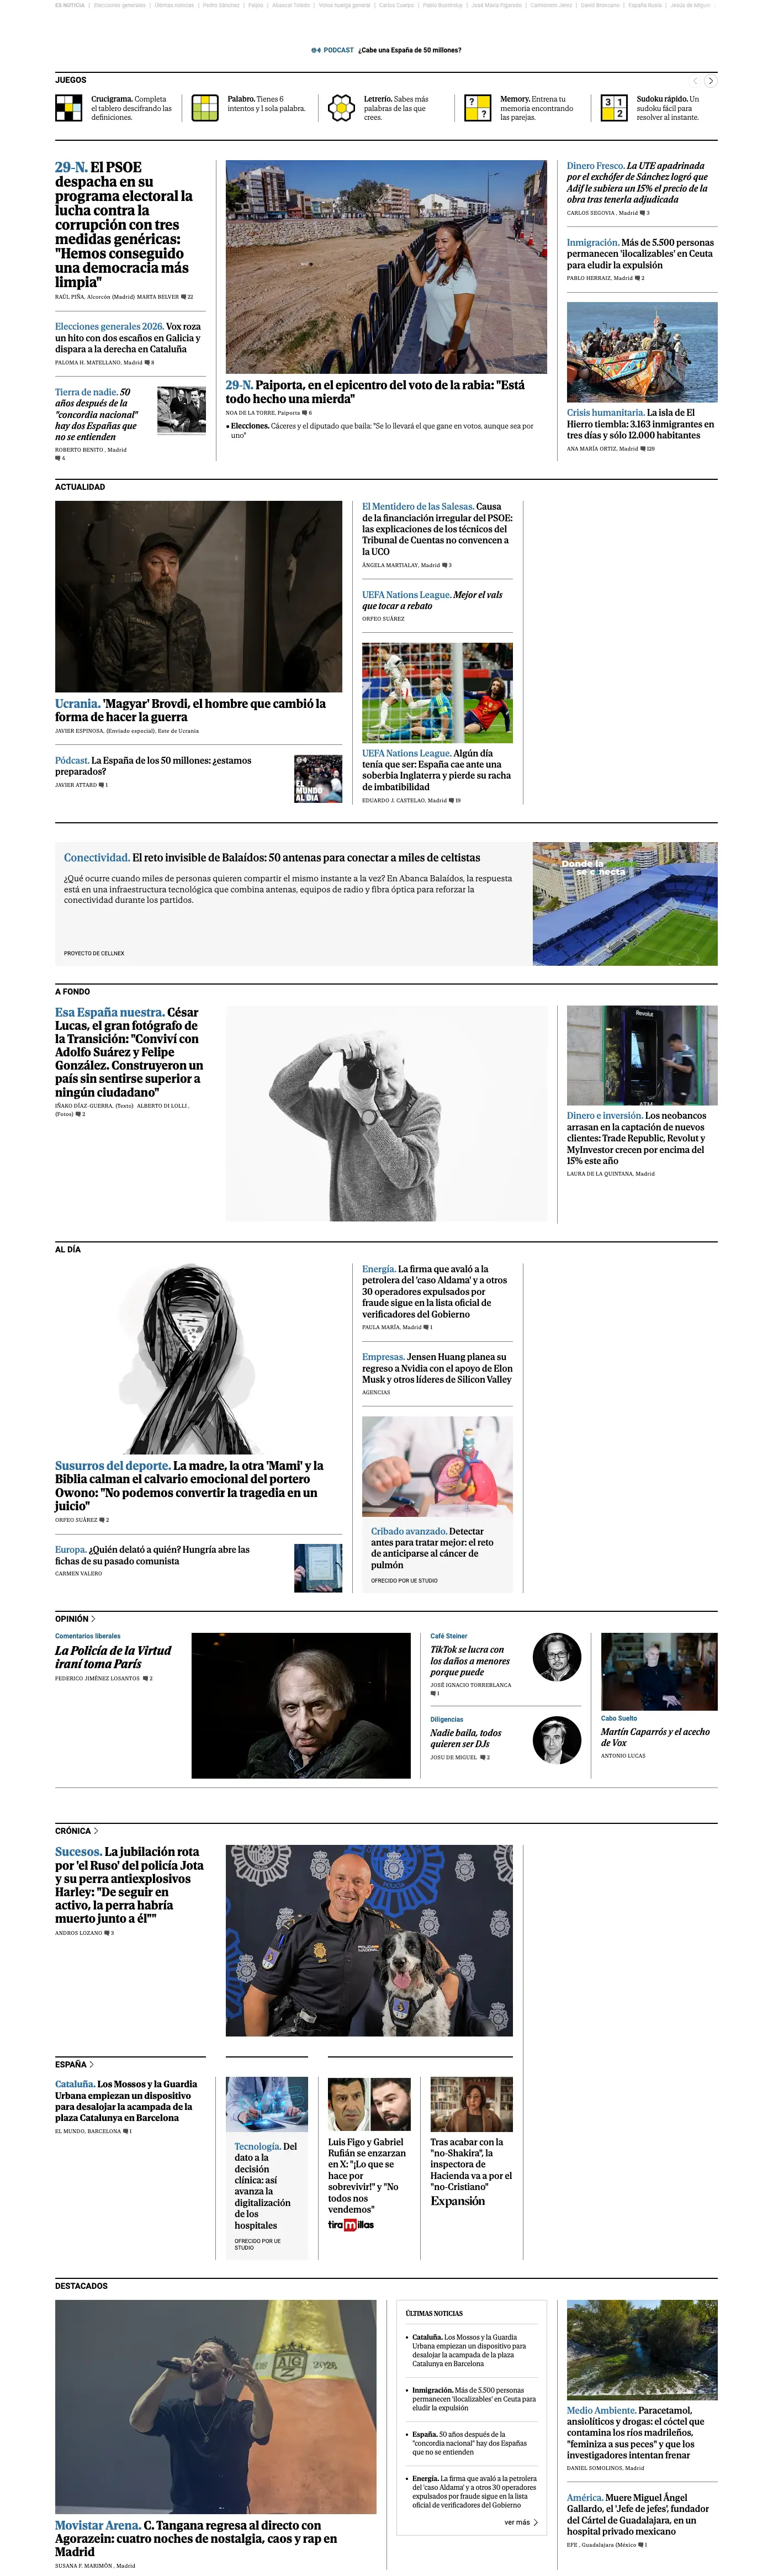 ES NOTICIA | Elecciones generales | Últimas noticias | Pedro Sánchez | Feijóo | Abascal Toledo | Votos huelga general | Carlos Cuerpo | Pablo Bustinduy | José María Figaredo | Camionero Jerez | David Broncano | España Rusia | Jesús de Miguel
PODCAST ¿Cabe una España de 50 millones?
JUEGOS
Crucigrama. Completa
el tablero descifrando las
definiciones.
Palabro. Tienes 6
intentos y 1 sola palabra.
Letrerío. Sabes más
palabras de las que
crees.
Memory. Entrena tu
memoria encontrando
las parejas.
Sudoku rápido. Un
sudoku fácil para
resolver al instante.
29-N. El PSOE
despacha en su
programa electoral la
lucha contra la
corrupción con tres
medidas genéricas:
"Hemos conseguido
una democracia más
limpia"
RAÚL PIÑA, Alcorcón (Madrid) MARTA BELVER 22
Elecciones generales 2026. Vox roza
un hito con dos escaños en Galicia y
dispara a la derecha en Cataluña
PALOMA H. MATELLANO, Madrid 8
Tierra de nadie. 50
años después de la
"concordia nacional"
hay dos Españas que
no se entienden
ROBERTO BENITO , Madrid
4
29-N. Paiporta, en el epicentro del voto de la rabia: "Está
todo hecho una mierda"
NOA DE LA TORRE, Paiporta 6
Elecciones. Cáceres y el diputado que baila: "Se lo llevará el que gane en votos, aunque sea por
uno"
Dinero Fresco. La UTE apadrinada
por el exchófer de Sánchez logró que
Adif le subiera un 15% el precio de la
obra tras tenerla adjudicada
CARLOS SEGOVIA , Madrid 3
Inmigración. Más de 5.500 personas
permanecen 'ilocalizables' en Ceuta
para eludir la expulsión
PABLO HERRAIZ, Madrid 2
Crisis humanitaria. La isla de El
Hierro tiembla: 3.163 inmigrantes en
tres días y sólo 12.000 habitantes
ANA MARÍA ORTIZ, Madrid 129
ACTUALIDAD
Ucrania. 'Magyar' Brovdi, el hombre que cambió la
forma de hacer la guerra
JAVIER ESPINOSA, (Enviado especial), Este de Ucrania
Pódcast. La España de los 50 millones: ¿estamos
preparados?
JAVIER ATTARD 1
EL
MUNDO
AL DÍA
El Mentidero de las Salesas. Causa
de la financiación irregular del PSOE:
las explicaciones de los técnicos del
Tribunal de Cuentas no convencen a
la UCO
ÁNGELA MARTIALAY, Madrid 3
UEFA Nations League. Mejor el vals
que tocar a rebato
ORFEO SUÁREZ
UEFA Nations League. Algún día
tenía que ser: España cae ante una
soberbia Inglaterra y pierde su racha
de imbatibilidad
EDUARDO J. CASTELAO, Madrid 19
Conectividad. El reto invisible de Balaídos: 50 antenas para conectar a miles de celtistas
¿Qué ocurre cuando miles de personas quieren compartir el mismo instante a la vez? En Abanca Balaídos, la respuesta
está en una infraestructura tecnológica que combina antenas, equipos de radio y fibra óptica para reforzar la
conectividad durante los partidos.
PROYECTO DE CELLNEX
Donde la
se conecta
A FONDO
Esa España nuestra. César
Lucas, el gran fotógrafo de
la Transición: "Conviví con
Adolfo Suárez y Felipe
González. Construyeron un
país sin sentirse superior a
ningún ciudadano"
IÑAKO DÍAZ-GUERRA, (Texto) ALBERTO DI LOLLI ,
(Fotos) 2
Revolut
ATM
Dinero e inversión. Los neobancos
arrasan en la captación de nuevos
clientes: Trade Republic, Revolut y
MyInvestor crecen por encima del
15% este año
LAURA DE LA QUINTANA, Madrid
AL DÍA
Susurros del deporte. La madre, la otra 'Mami' y la
Biblia calman el calvario emocional del portero
Owono: "No podemos convertir la tragedia en un
juicio"
ORFEO SUÁREZ 2
Europa. ¿Quién delató a quién? Hungría abre las
fichas de su pasado comunista
CARMEN VALERO
Energía. La firma que avaló a la
petrolera del 'caso Aldama' y a otros
30 operadores expulsados por
fraude sigue en la lista oficial de
verificadores del Gobierno
PAULA MARÍA, Madrid 1
Empresas. Jensen Huang planea su
regreso a Nvidia con el apoyo de Elon
Musk y otros líderes de Silicon Valley
AGENCIAS
Cribado avanzado. Detectar
antes para tratar mejor: el reto
de anticiparse al cáncer de
pulmón
OFRECIDO POR UE STUDIO
OPINIÓN
Comentarios liberales
La Policía de la Virtud
iraní toma París
FEDERICO JIMÉNEZ LOSANTOS 2
Café Steiner
TikTok se lucra con
los daños a menores
porque puede
JOSÉ IGNACIO TORREBLANCA
1
Diligencias
Nadie baila, todos
quieren ser DJs
JOSU DE MIGUEL 2
Cabo Suelto
Martín Caparrós y el acecho
de Vox
ANTONIO LUCAS
CRÓNICA
Sucesos. La jubilación rota
por 'el Ruso' del policía Jota
y su perra antiexplosivos
Harley: "De seguir en
activo, la perra habría
muerto junto a él""
ANDROS LOZANO 3
POLICÍA
NACIONAL
ESPAÑA
Cataluña. Los Mossos y la Guardia
Urbana empiezan un dispositivo
para desalojar la acampada de la
plaza Catalunya en Barcelona
EL MUNDO, BARCELONA 1
Tecnología. Del
dato a la
decisión
clínica: así
avanza la
digitalización
de los
hospitales
OFRECIDO POR UE
STUDIO
Luis Figo y Gabriel
Rufián se enzarzan
en X: "¡Lo que se
hace por
sobrevivir!" y "No
todos nos
vendemos"
tiramillas
Tras acabar con la
"no-Shakira", la
inspectora de
Hacienda va a por el
"no-Cristiano"
Expansión
DESTACADOS
AGZ
2026
Movistar Arena. C. Tangana regresa al directo con
Agorazein: cuatro noches de nostalgia, caos y rap en
Madrid
SUSANA F. MARIMÓN , Madrid
ÚLTIMAS NOTICIAS
Cataluña. Los Mossos y la Guardia
Urbana empiezan un dispositivo para
desalojar la acampada de la plaza
Catalunya en Barcelona
Inmigración. Más de 5.500 personas
permanecen 'ilocalizables' en Ceuta para
eludir la expulsión
España. 50 años después de la
"concordia nacional" hay dos Españas
que no se entienden
Energía. La firma que avaló a la petrolera
del 'caso Aldama' y a otros 30 operadores
expulsados por fraude sigue en la lista
oficial de verificadores del Gobierno
ver más
Medio Ambiente. Paracetamol,
ansiolíticos y drogas: el cóctel que
contamina los ríos madrileños,
"feminiza a sus peces" y que los
investigadores intentan frenar
DANIEL SOMOLINOS, Madrid
América. Muere Miguel Ángel
Gallardo, el 'Jefe de jefes', fundador
del Cártel de Guadalajara, en un
hospital privado mexicano
EFE , Guadalajara (México 1